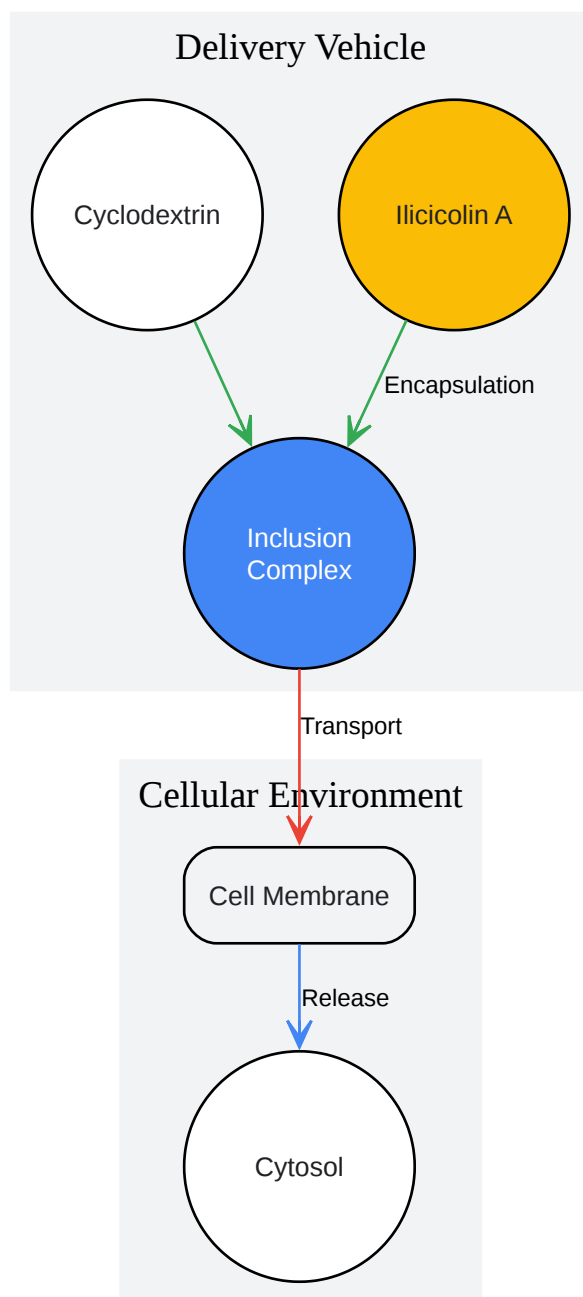 Delivery Vehicle
Cyclodextrin
Ilicicolin A
Encapsulation
Inclusion
Complex
Transport
Cellular Environment
Cell Membrane
Release
Cytosol